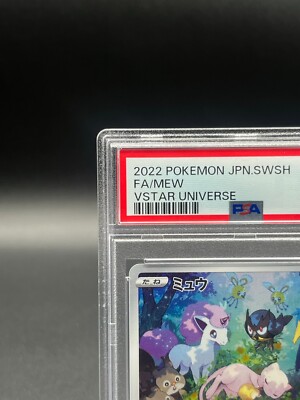 2022 POKEMON JPN.SWSH
FA/MEW
VSTAR UNIVERSE
PSA
たね ミュウ